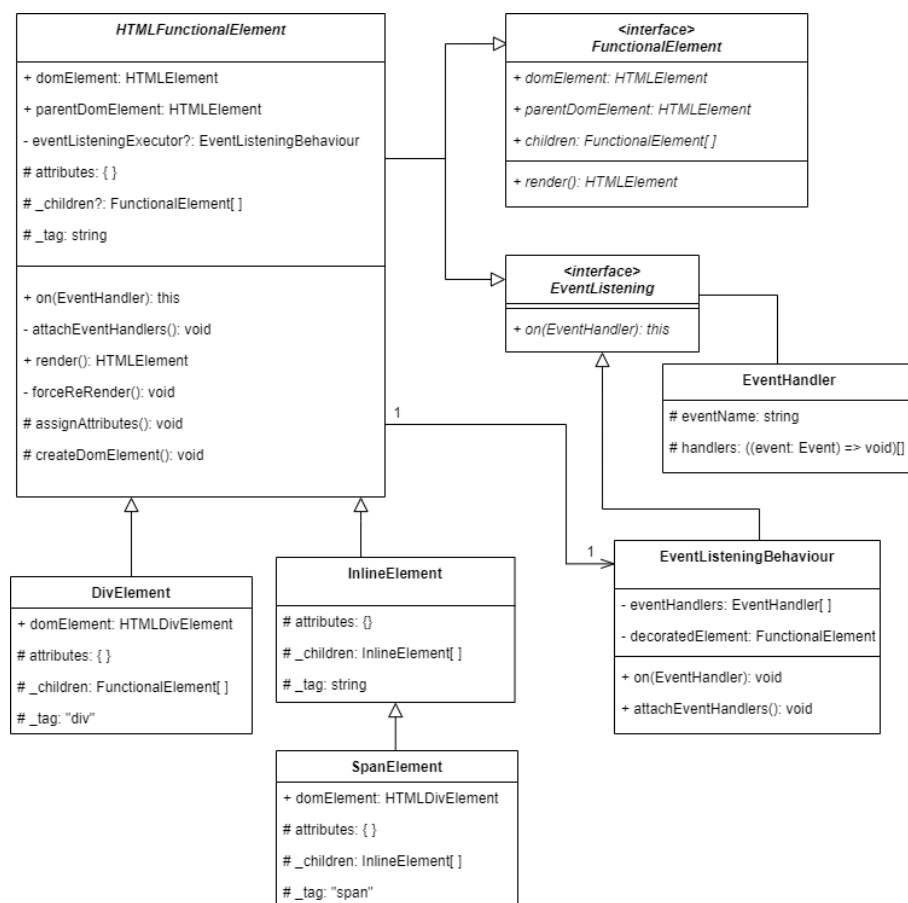 HTMLFunctionalElement
+ domElement: HTMLElement
+ parentDomElement: HTMLElement
- eventListeningExecutor?: EventListeningBehaviour
# attributes: { }
# _children?: FunctionalElement[ ]
# _tag: string
+ on(EventHandler): this
- attachEventHandlers(): void
+ render(): HTMLElement
- forceReRender(): void
# assignAttributes(): void
# createDomElement(): void
<interface>
FunctionalElement
+ domElement: HTMLElement
+ parentDomElement: HTMLElement
+ children: FunctionalElement[ ]
+ render(): HTMLElement
<interface>
EventListening
+ on(EventHandler): this
EventHandler
# eventName: string
# handlers: ((event: Event) => void)[]
1
1
EventListeningBehaviour
- eventHandlers: EventHandler[ ]
- decoratedElement: FunctionalElement
+ on(EventHandler): void
+ attachEventHandlers(): void
DivElement
+ domElement: HTMLDivElement
# attributes: { }
# _children: FunctionalElement[ ]
# _tag: "div"
InlineElement
# attributes: {}
# _children: InlineElement[ ]
# _tag: string
SpanElement
+ domElement: HTMLDivElement
# attributes: { }
# _children: InlineElement[ ]
# _tag: "span"